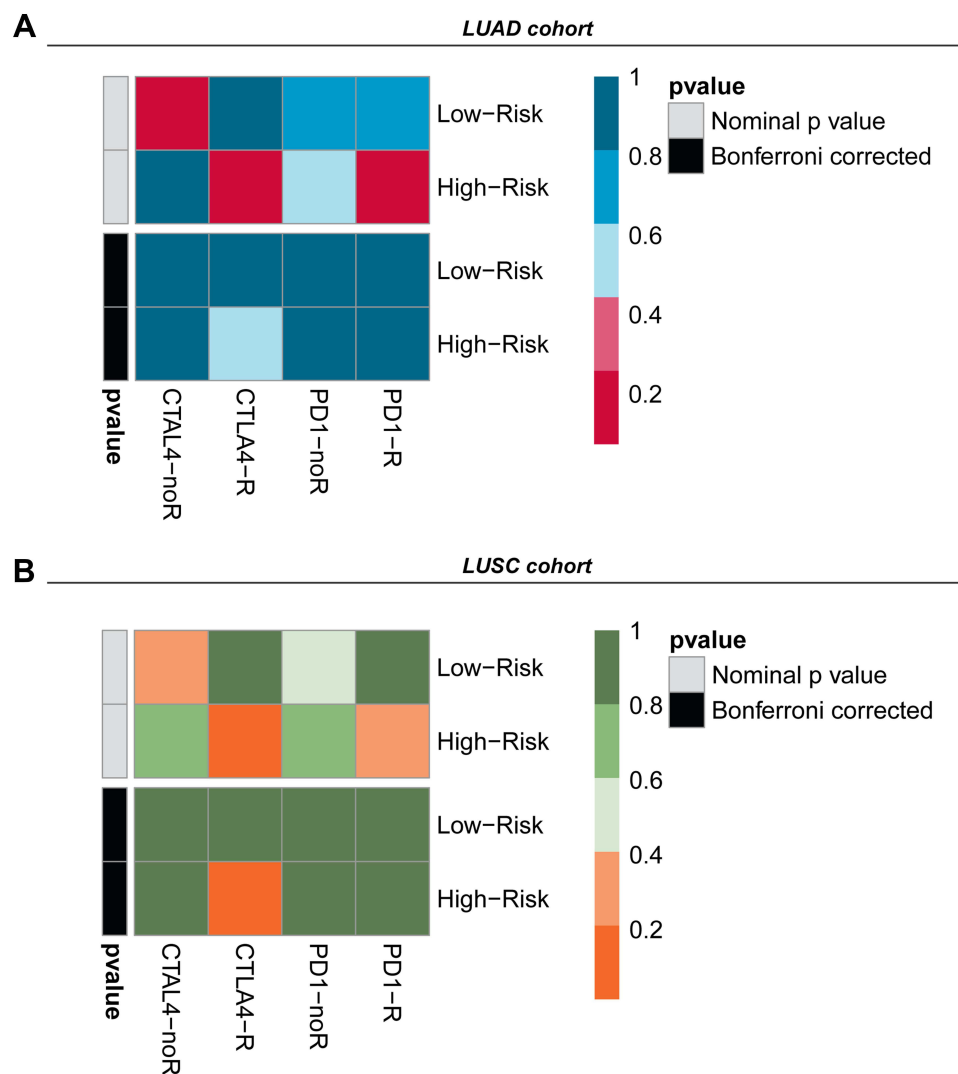 A
LUAD cohort
Low−Risk
High−Risk
Low−Risk
High−Risk
pvalue
CTAL4−noR
CTLA4−R
PD1−noR
PD1−R
1
0.8
0.6
0.4
0.2
pvalue
Nominal p value
Bonferroni corrected
B
LUSC cohort
Low−Risk
High−Risk
Low−Risk
High−Risk
pvalue
CTAL4−noR
CTLA4−R
PD1−noR
PD1−R
1
0.8
0.6
0.4
0.2
pvalue
Nominal p value
Bonferroni corrected